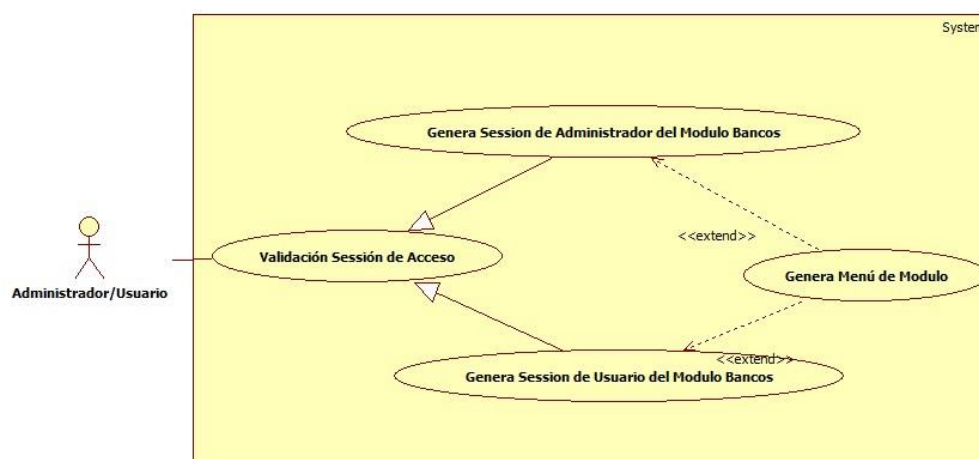 System
Genera Session de Administrador del Modulo Bancos
<<extend>>
Validación Sessión de Acceso
Genera Menú de Modulo
Administrador/Usuario
<<extend>>
Genera Session de Usuario del Modulo Bancos